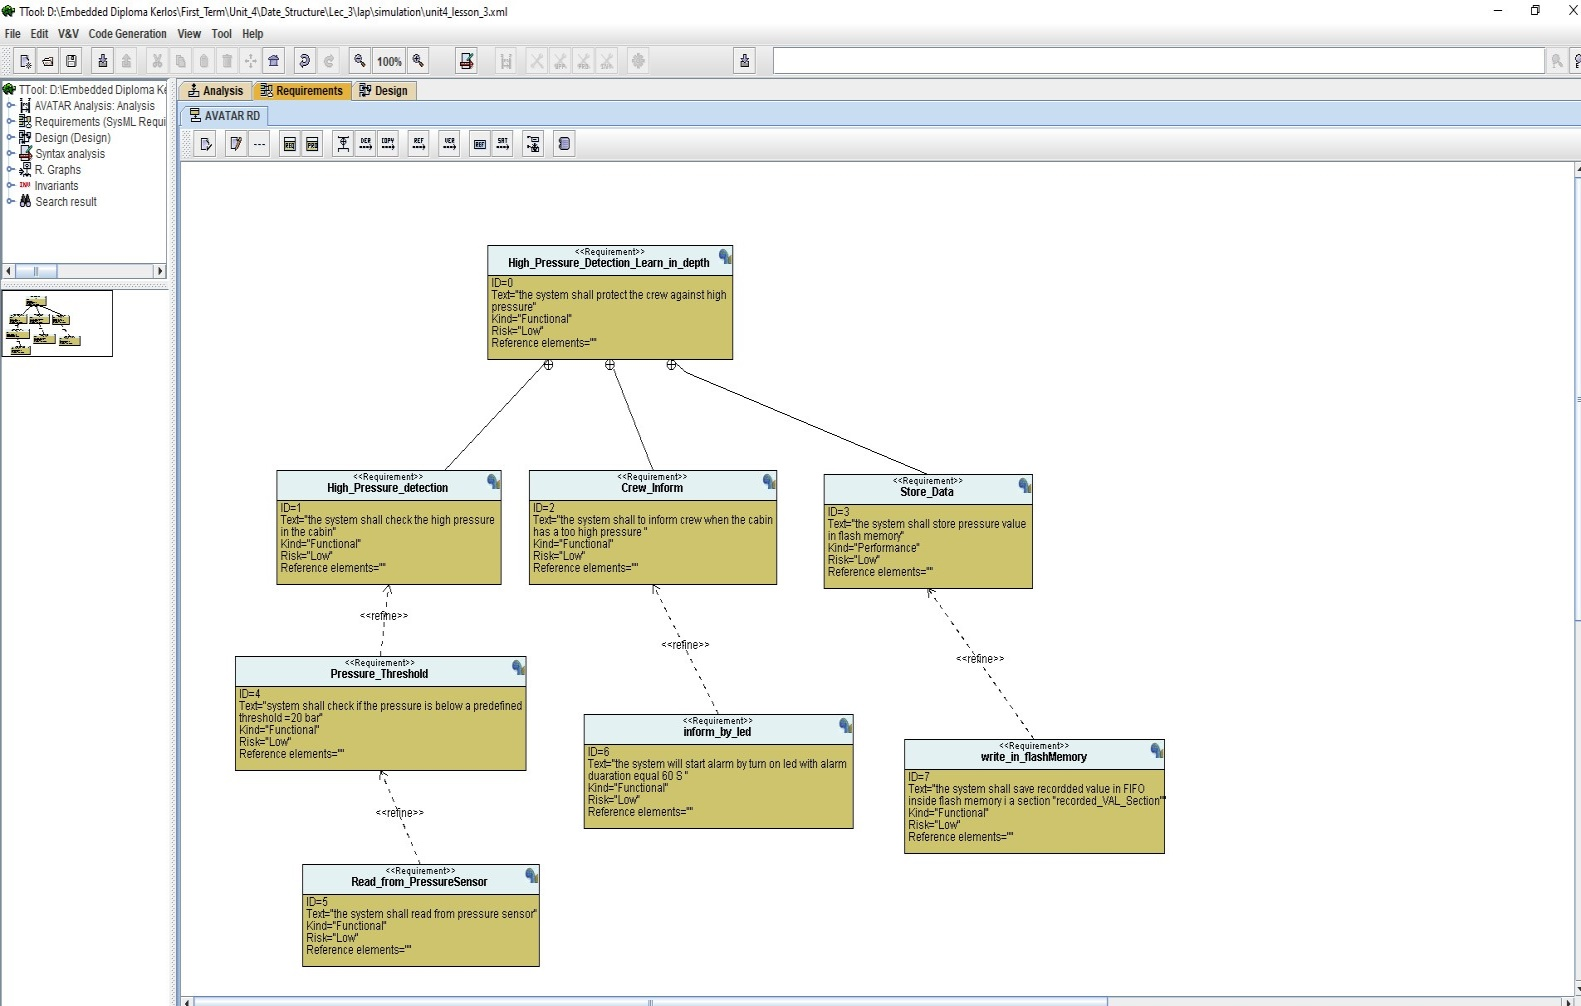 TTool: D:\Embedded Diploma Kerlos\First_Term\Unit_4\Date_Structure\Lec_3\lap\simulation\unit4_lesson_3.xml
File Edit V&V Code Generation View Tool Help
100%
TTool: D:\Embedded Diploma Ke
AVATAR Analysis: Analysis
Requirements (SysML Requi
Design (Design)
Syntax analysis
R. Graphs
INV Invariants
Search result
Analysis Requirements Design
AVATAR RD
REQ PRO DER COPY REF VER REF SAT
<<Requirement>>
High_Pressure_Detection_Learn_in_depth
ID=0
Text="the system shall protect the crew against high
pressure"
Kind="Functional"
Risk="Low"
Reference elements=""
<<Requirement>>
High_Pressure_detection
ID=1
Text="the system shall check the high pressure
in the cabin"
Kind="Functional"
Risk="Low"
Reference elements=""
<<Requirement>>
Crew_Inform
ID=2
Text="the system shall to inform crew when the cabin
has a too high pressure "
Kind="Functional"
Risk="Low"
Reference elements=""
<<Requirement>>
Store_Data
ID=3
Text="the system shall store pressure value
in flash memory"
Kind="Performance"
Risk="Low"
Reference elements=""
<<refine>>
<<refine>>
<<refine>>
<<Requirement>>
Pressure_Threshold
ID=4
Text="system shall check if the pressure is below a predefined
threshold =20 bar"
Kind="Functional"
Risk="Low"
Reference elements=""
<<Requirement>>
inform_by_led
ID=6
Text="the system will start alarm by turn on led with alarm
duaration equal 60 S "
Kind="Functional"
Risk="Low"
Reference elements=""
<<Requirement>>
write_in_flashMemory
ID=7
Text="the system shall save recordded value in FIFO
inside flash memory i a section "recorded_VAL_Section""
Kind="Functional"
Risk="Low"
Reference elements=""
<<refine>>
<<Requirement>>
Read_from_PressureSensor
ID=5
Text="the system shall read from pressure sensor"
Kind="Functional"
Risk="Low"
Reference elements=""